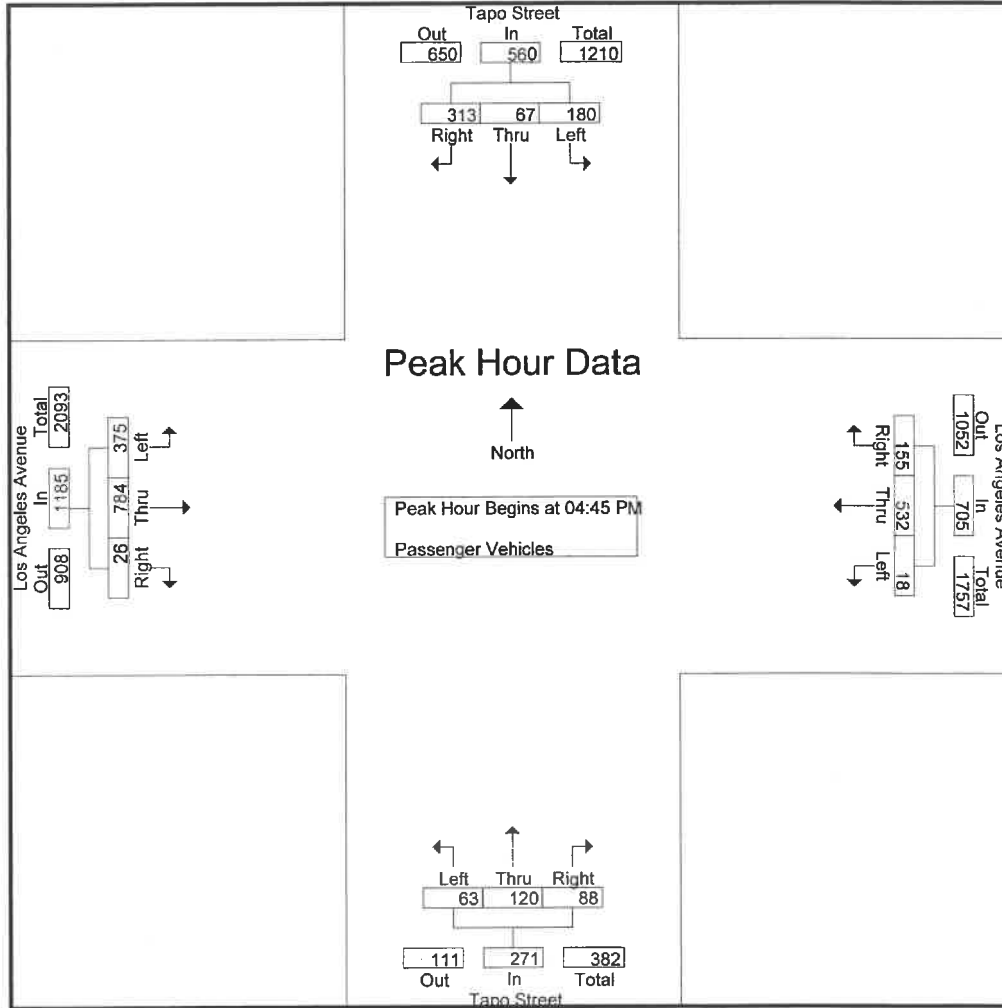 Tapo Street
Out In Total
650 560 1210
313 67 180
Right Thru Left
Peak Hour Data
North
Peak Hour Begins at 04:45 PM
Passenger Vehicles
Los Angeles Avenue
Total In Out
2093 1185 908
375 784 26
Left Thru Right
Los Angeles Avenue
Out In Total
1052 705 1757
155 532 18
Right Thru Left
Left Thru Right
63 120 88
111 271 382
Out In Total
Tapo Street